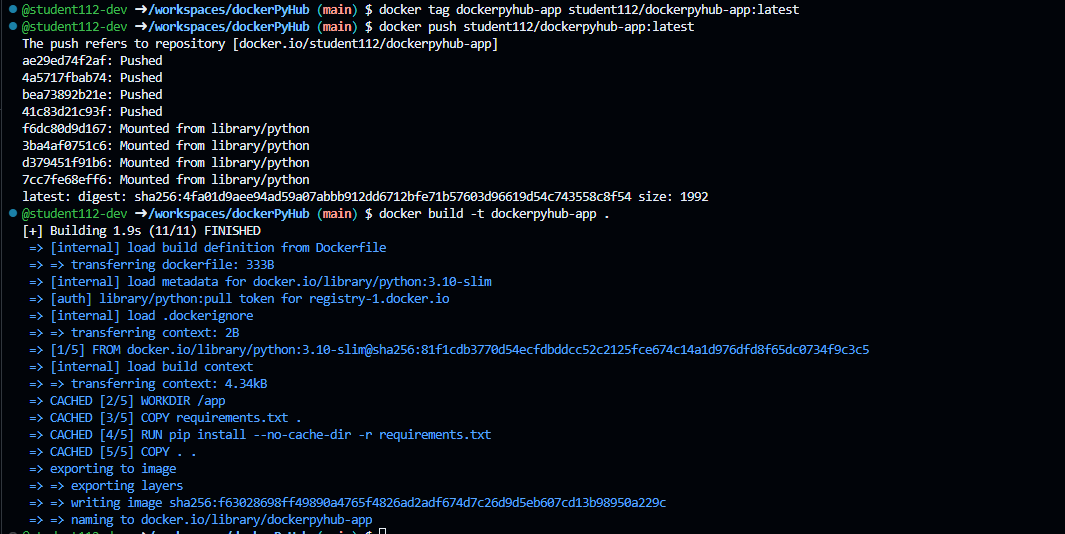 @student112-dev ➜/workspaces/dockerPyHub (main) $ docker tag dockerpyhub-app student112/dockerpyhub-app:latest
@student112-dev ➜/workspaces/dockerPyHub (main) $ docker push student112/dockerpyhub-app:latest
The push refers to repository [docker.io/student112/dockerpyhub-app]
ae29ed74f2af: Pushed
4a5717fbab74: Pushed
bea73892b21e: Pushed
41c83d21c93f: Pushed
f6dc80d9d167: Mounted from library/python
3ba4af0751c6: Mounted from library/python
d379451f91b6: Mounted from library/python
7cc7fe68eff6: Mounted from library/python
latest: digest: sha256:4fa01d9aee94ad59a07abbb912dd6712bfe71b57603d96619d54c743558c8f54 size: 1992
@student112-dev ➜/workspaces/dockerPyHub (main) $ docker build -t dockerpyhub-app .
[+] Building 1.9s (11/11) FINISHED
=> [internal] load build definition from Dockerfile
=> => transferring dockerfile: 333B
=> [internal] load metadata for docker.io/library/python:3.10-slim
=> [auth] library/python:pull token for registry-1.docker.io
=> [internal] load .dockerignore
=> => transferring context: 2B
=> [1/5] FROM docker.io/library/python:3.10-slim@sha256:81f1cdb3770d54ecfdbddcc52c2125fce674c14a1d976dfd8f65dc0734f9c3c5
=> [internal] load build context
=> => transferring context: 4.34kB
=> CACHED [2/5] WORKDIR /app
=> CACHED [3/5] COPY requirements.txt .
=> CACHED [4/5] RUN pip install --no-cache-dir -r requirements.txt
=> CACHED [5/5] COPY . .
=> exporting to image
=> => exporting layers
=> => writing image sha256:f63028698ff49890a4765f4826ad2adf674d7c26d9d5eb607cd13b98950a229c
=> => naming to docker.io/library/dockerpyhub-app
@student112-dev ➜/workspaces/dockerPyHub (main) $